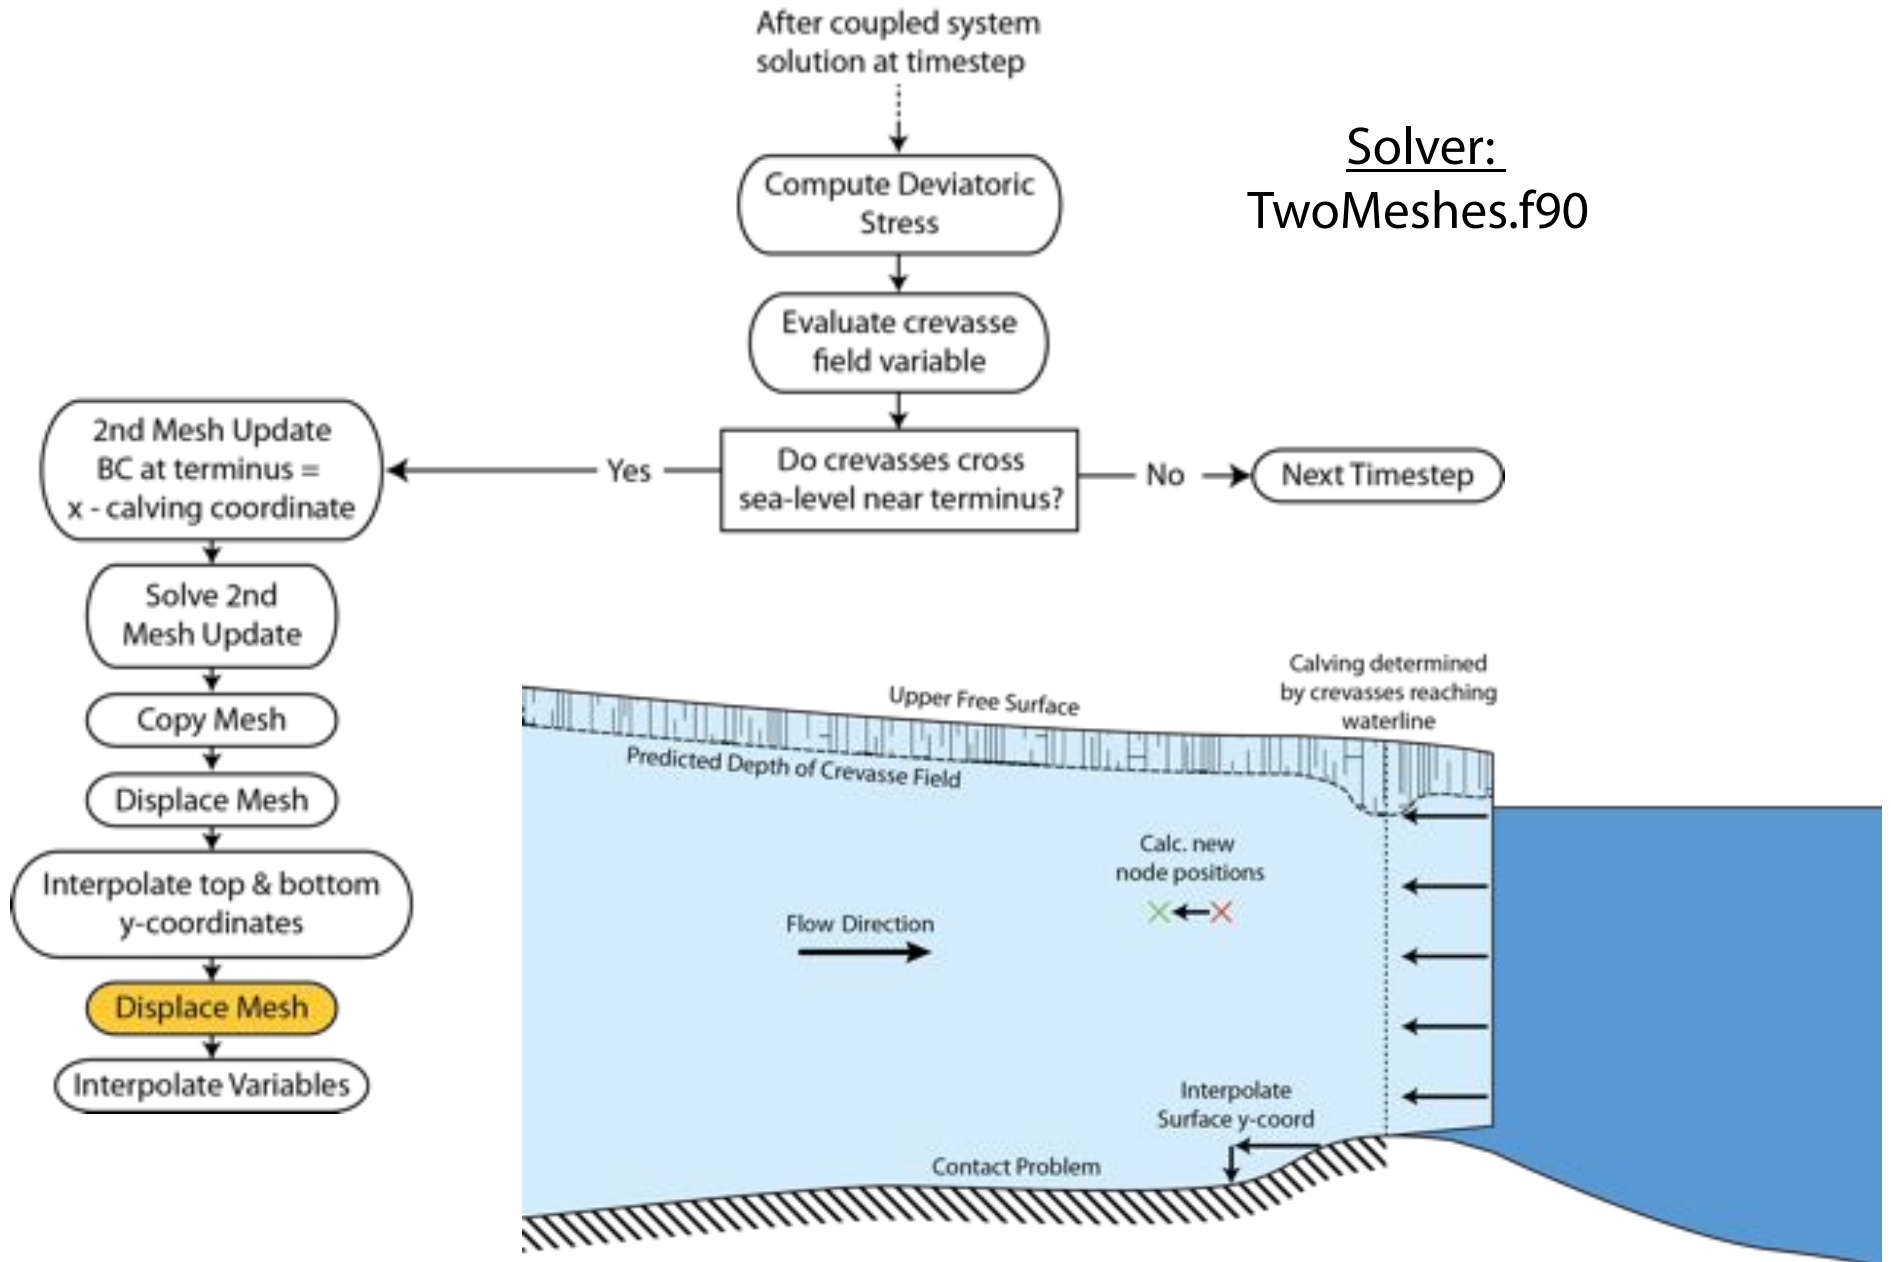 After coupled system
solution at timestep
Solver:
TwoMeshes.f90
Compute Deviatoric
Stress
Evaluate crevasse
field variable
Do crevasses cross
sea-level near terminus?
Yes
No
Next Timestep
2nd Mesh Update
BC at terminus =
x - calving coordinate
Solve 2nd
Mesh Update
Copy Mesh
Displace Mesh
Interpolate top & bottom
y-coordinates
Displace Mesh
Interpolate Variables
Calving determined
by crevasses reaching
waterline
Upper Free Surface
Predicted Depth of Crevasse Field
Calc. new
node positions
Flow Direction
Interpolate
Surface y-coord
Contact Problem